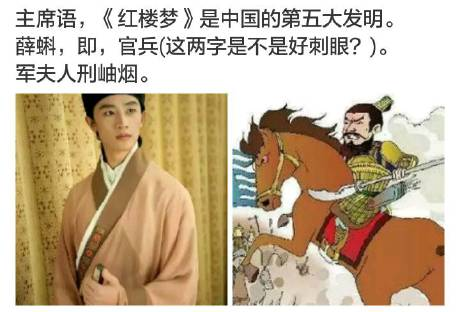 主席语，《红楼梦》是中国的第五大发明。
薛蝌，即，官兵(这两字是不是好刺眼？)。
军夫人刑岫烟。